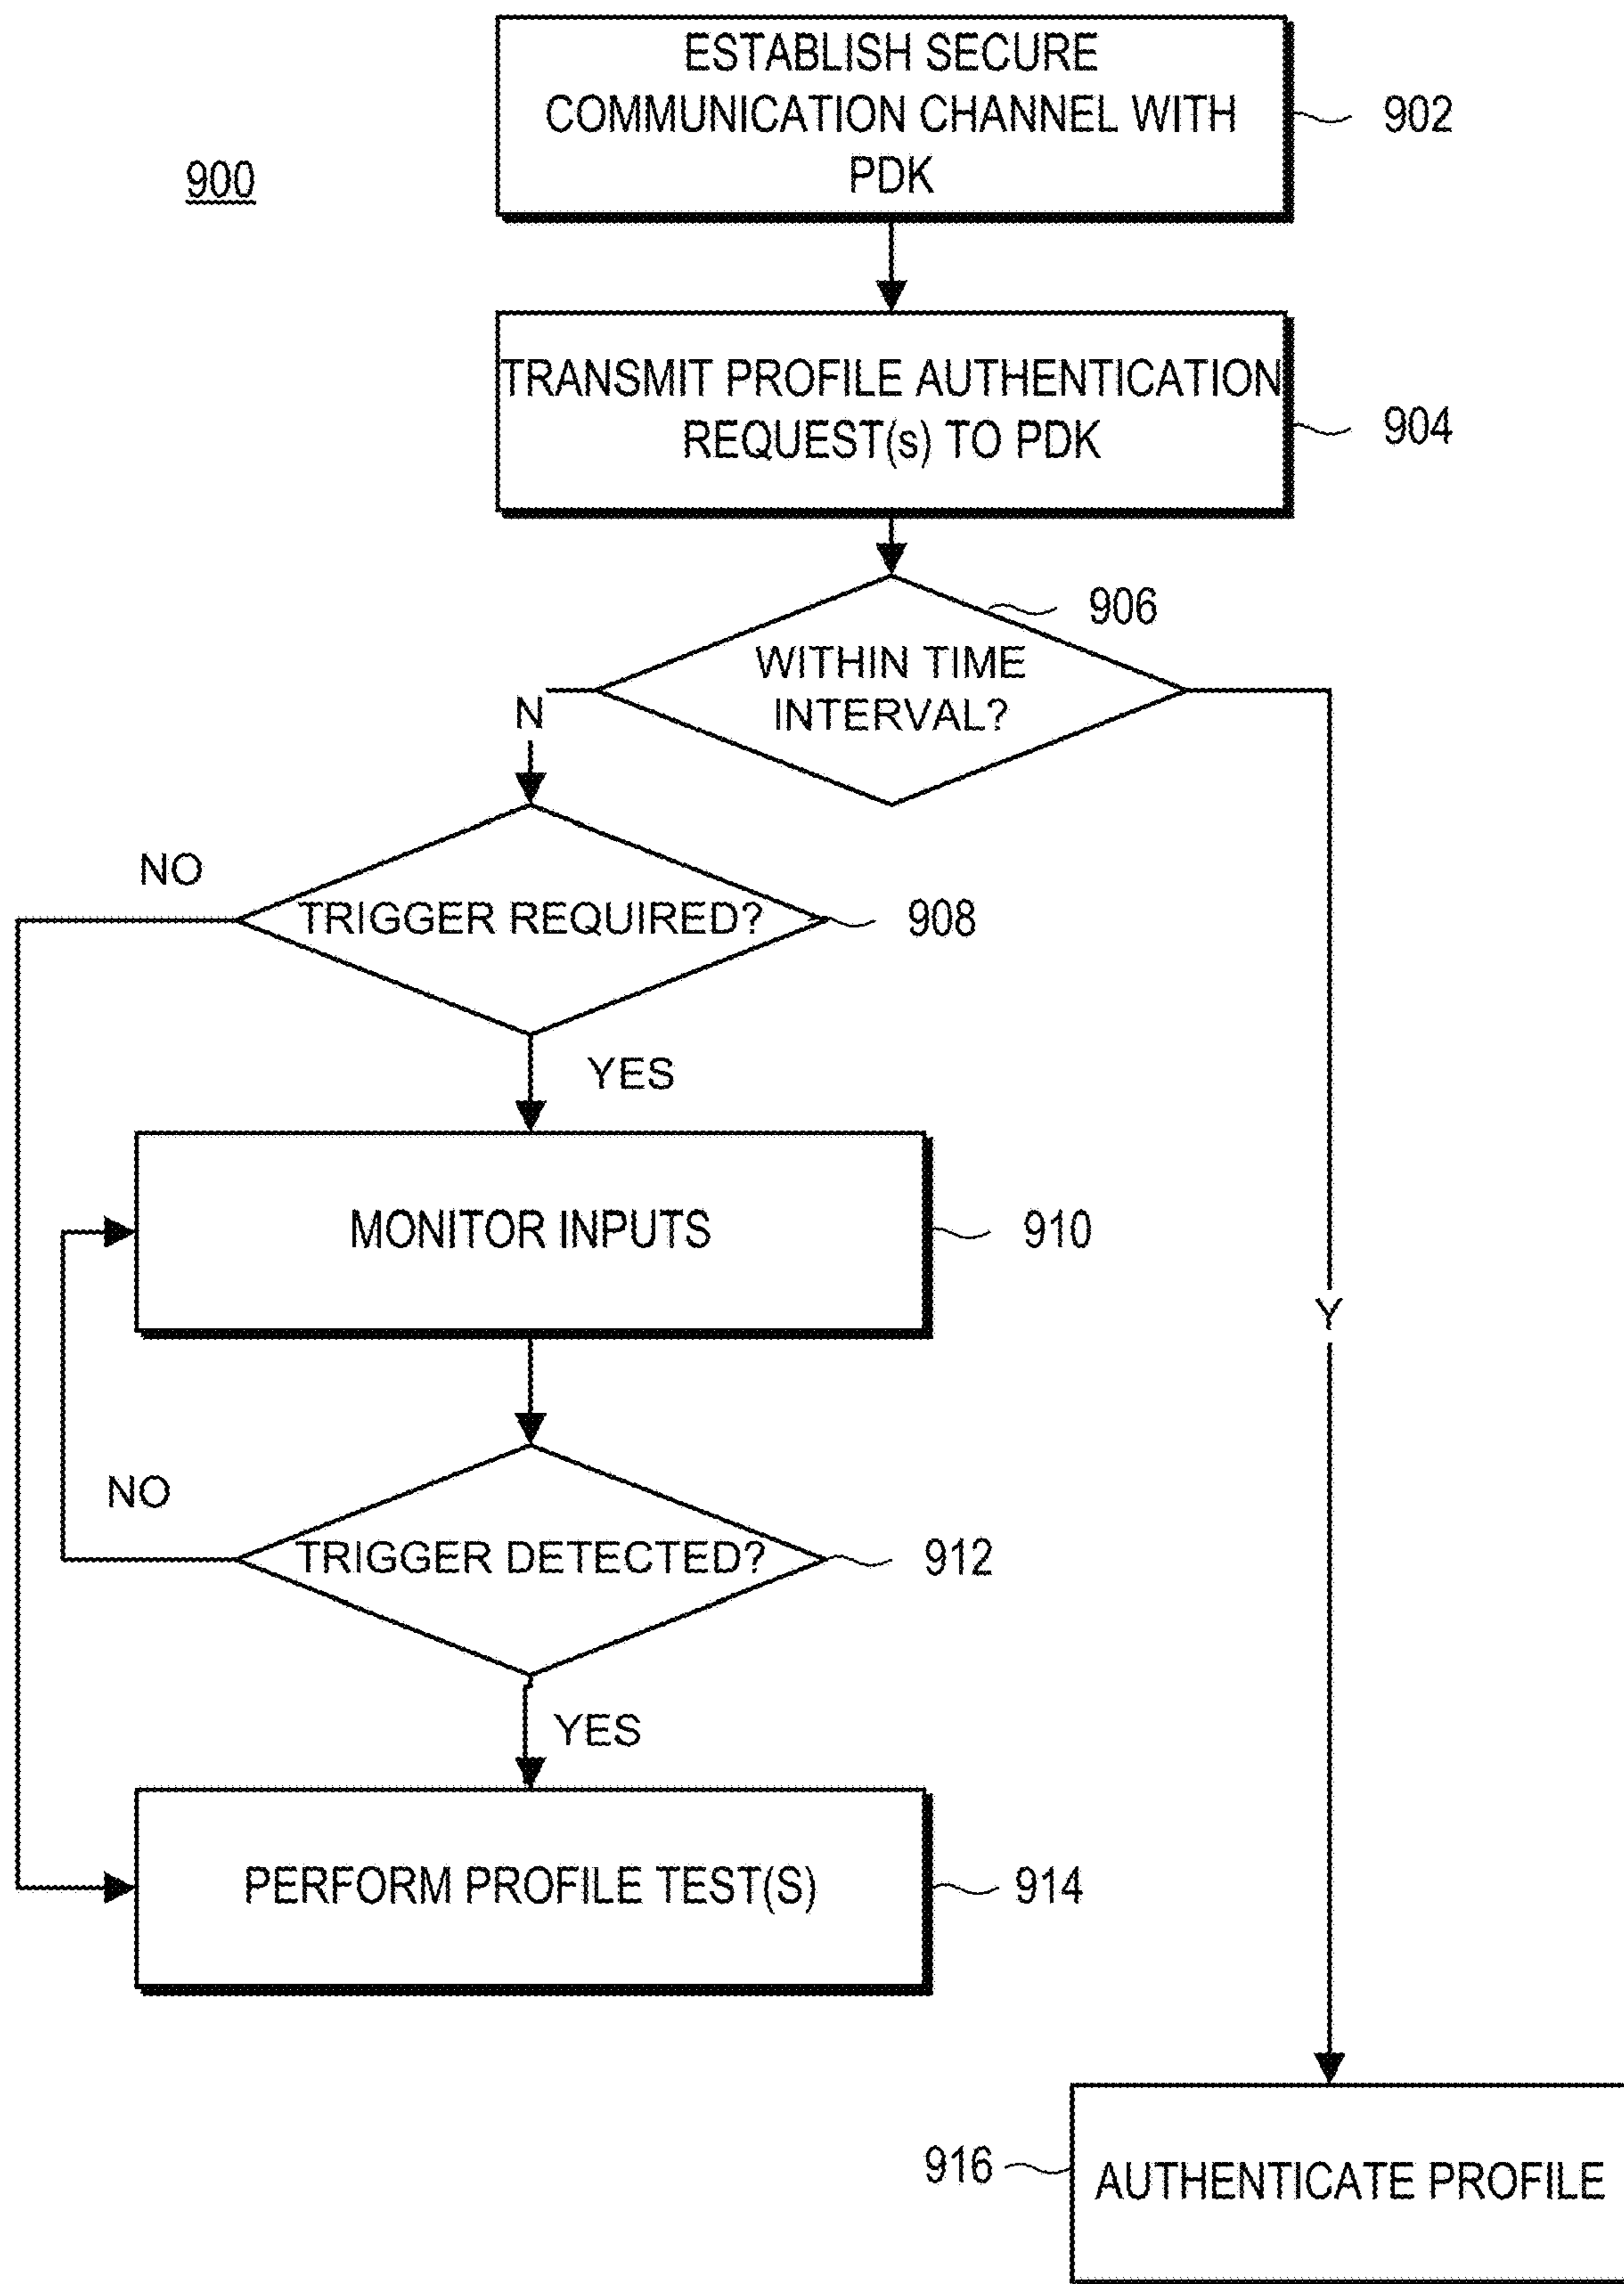 900
ESTABLISH SECURE
COMMUNICATION CHANNEL WITH
PDK
902
TRANSMIT PROFILE AUTHENTICATION
REQUEST(s) TO PDK
904
906
WITHIN TIME
INTERVAL?
N
NO
TRIGGER REQUIRED?
908
YES
MONITOR INPUTS
910
Y
NO
TRIGGER DETECTED?
912
YES
PERFORM PROFILE TEST(S)
914
916
AUTHENTICATE PROFILE